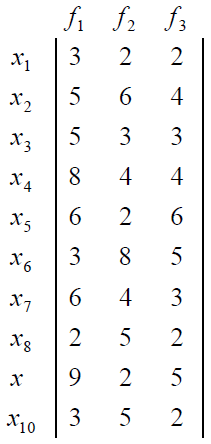 f₁ f₂ f₃
x₁ 3 2 2
x₂ 5 6 4
x₃ 5 3 3
x₄ 8 4 4
x₅ 6 2 6
x₆ 3 8 5
x₇ 6 4 3
x₈ 2 5 2
x 9 2 5
x₁₀ 3 5 2